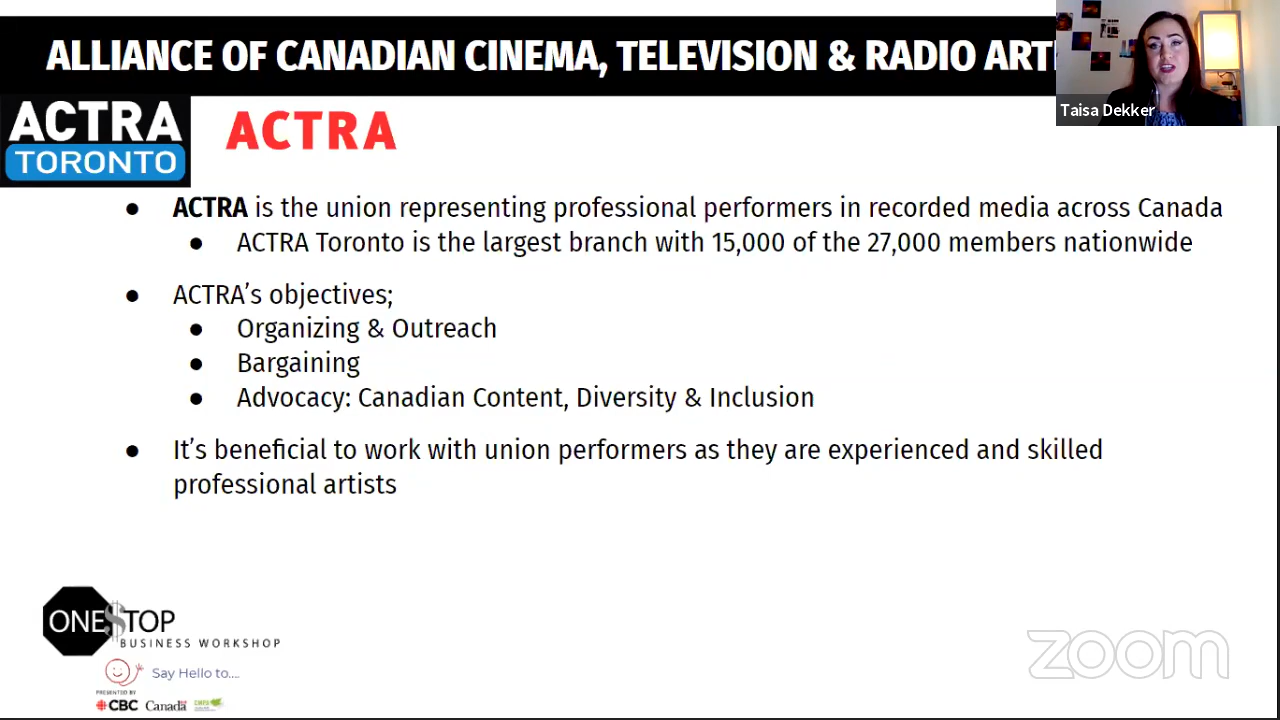 ALLIANCE OF CANADIAN CINEMA, TELEVISION & RADIO ART
Taisa Dekker
ACTRA
TORONTO
ACTRA
● ACTRA is the union representing professional performers in recorded media across Canada
● ACTRA Toronto is the largest branch with 15,000 of the 27,000 members nationwide
● ACTRA's objectives;
● Organizing & Outreach
● Bargaining
● Advocacy: Canadian Content, Diversity & Inclusion
● It's beneficial to work with union performers as they are experienced and skilled
professional artists
ONE$TOP
BUSINESS WORKSHOP
Say Hello to....
PRESENTED BY
CBC Canada
zoom